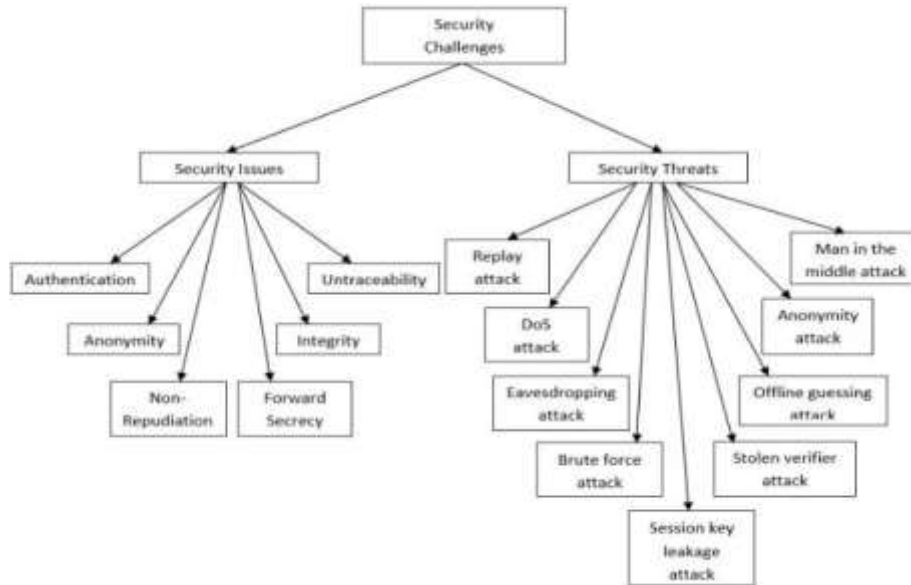 Security
Challenges
Security Issues
Security Threats
Authentication
Anonymity
Non-
Repudiation
Forward
Secrecy
Integrity
Untraceability
Replay
attack
DoS
attack
Eavesdropping
attack
Brute force
attack
Session key
leakage
attack
Stolen verifier
attack
Offline guessing
attack
Anonymity
attack
Man in the
middle attack